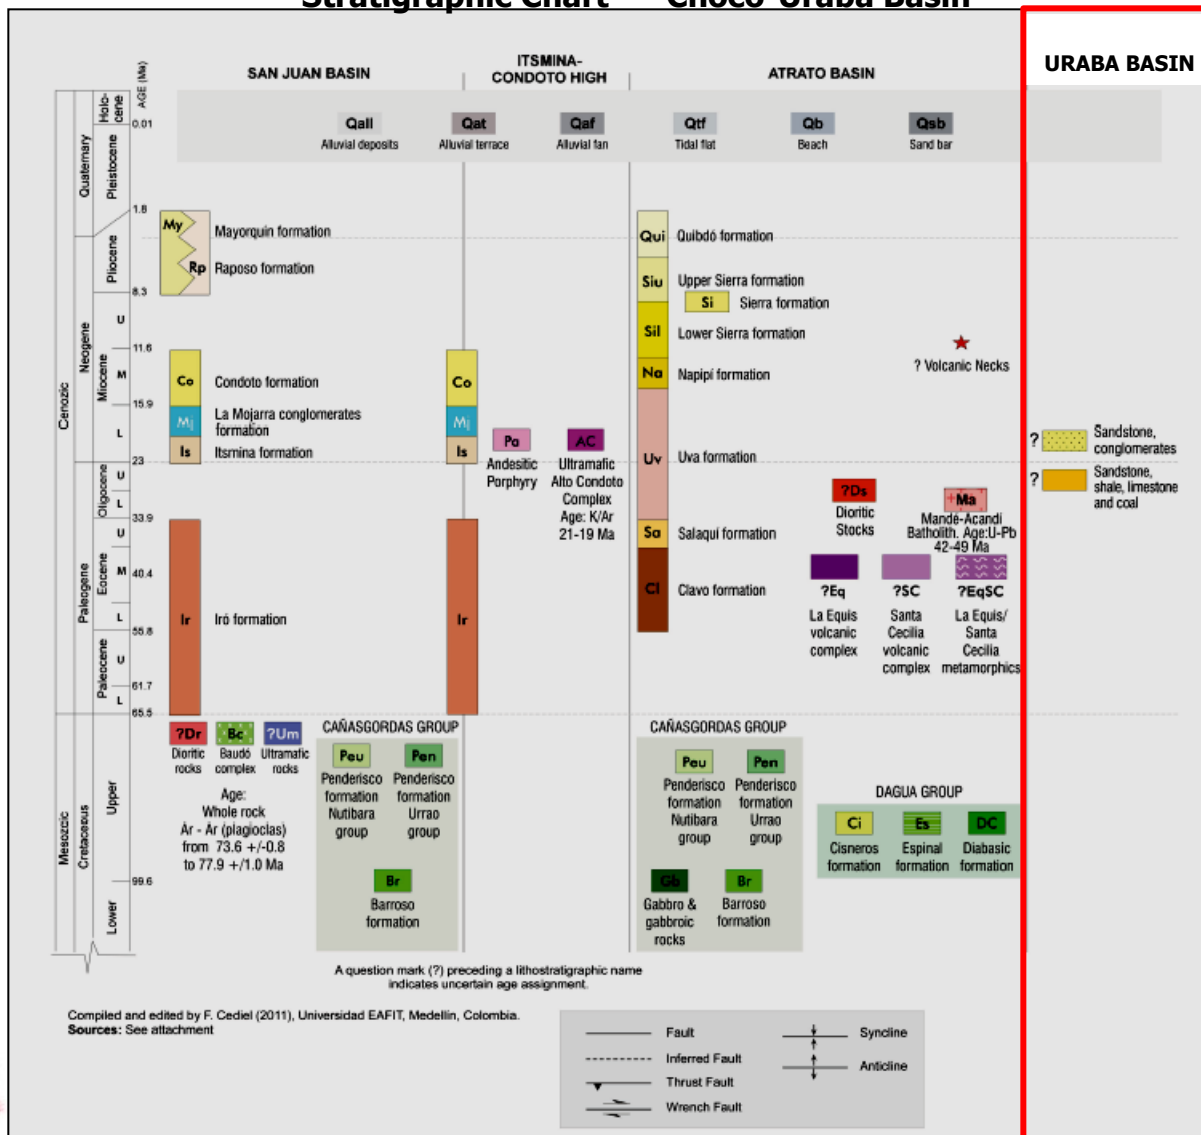 Stratigraphic Chart Choco-Uraba Basin
SAN JUAN BASIN
ITSMINA-
CONDOTO HIGH
ATRATO BASIN
URABA BASIN
AGE (Ma)
Cenozoic
Quaternary
Holo-
cene
Pleistocene
Neogene
Pliocene
Miocene
U
M
L
Paleogene
Oligocene
U
L
Eocene
U
M
L
Paleocene
U
L
Mesozoic
Cretaceous
Upper
Lower
0.01
1.8
8.3
11.6
15.9
23
33.9
40.4
55.8
61.7
65.5
99.6
Qall
Alluvial deposits
Qat
Alluvial terrace
Qaf
Alluvial fan
Qtf
Tidal flat
Qb
Beach
Qsb
Sand bar
My
Mayorquin formation
Rp
Raposo formation
Co
Condoto formation
Mj
La Mojarra conglomerates
formation
Is
Itsmina formation
Ir
Iró formation
Co
Mj
Is
Ir
Pa
Andesitic
Porphyry
AC
Ultramafic
Alto Condoto
Complex
Age: K/Ar
21-19 Ma
Qui
Quibdó formation
Siu
Upper Sierra formation
Si
Sierra formation
Sil
Lower Sierra formation
Na
Napipí formation
Uv
Uva formation
Sa
Salaquí formation
Cl
Clavo formation
? Volcanic Necks
?Ds
Dioritic
Stocks
+Ma
Mandé-Acandi
Batholith. Age:U-Pb
42-49 Ma
?Eq
La Equis
volcanic
complex
?SC
Santa
Cecilia
volcanic
complex
?EqSC
La Equis/
Santa
Cecilia
metamorphics
?
Sandstone,
conglomerates
?
Sandstone,
shale, limestone
and coal
?Dr
Dioritic
rocks
Bc
Baudó
complex
?Um
Ultramatic
rocks
Age:
Whole rock
Ar - Ar (plagioclas)
from 73.6 +/-0.8
to 77.9 +/1.0 Ma
CAÑASGORDAS GROUP
Peu
Penderisco
formation
Nutibara
group
Pen
Penderisco
formation
Urrao
group
Br
Barroso
formation
CAÑASGORDAS GROUP
Peu
Penderisco
formation
Nutibara
group
Pen
Penderisco
formation
Urrao
group
Gb
Gabbro &
gabbroic
rocks
Br
Barroso
formation
DAGUA GROUP
Ci
Cisneros
formation
Es
Espinal
formation
DC
Diabasic
formation
A question mark (?) preceding a lithostratigraphic name
indicates uncertain age assignment.
Compiled and edited by F. Cediel (2011), Universidad EAFIT, Medellín, Colombia.
Sources: See attachment
Fault
Inferred Fault
Thrust Fault
Wrench Fault
Syncline
Anticline